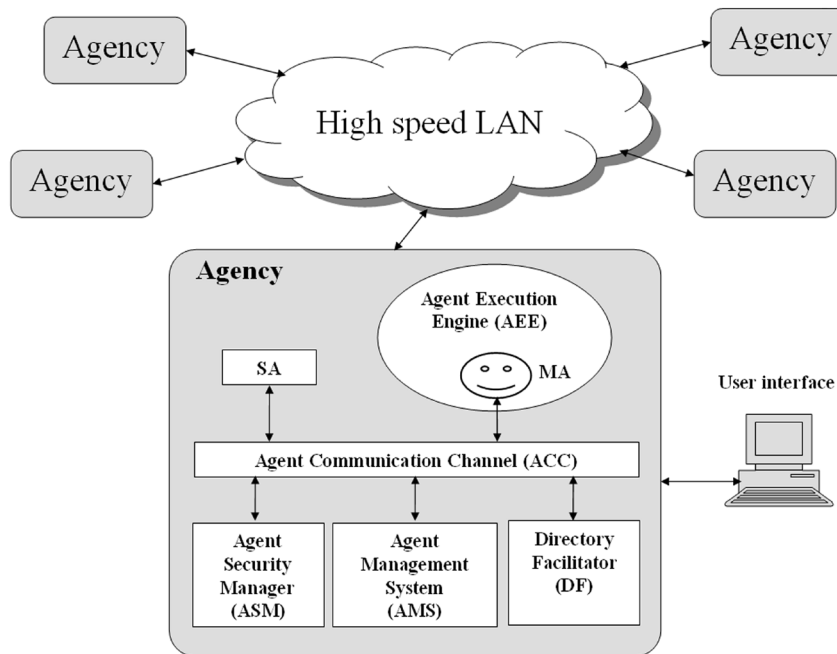 Agency
Agency
High speed LAN
Agency
Agency
Agency
Agent Execution
Engine (AEE)
SA
MA
User interface
Agent Communication Channel (ACC)
Agent
Security
Manager
(ASM)
Agent
Management
System
(AMS)
Directory
Facilitator
(DF)